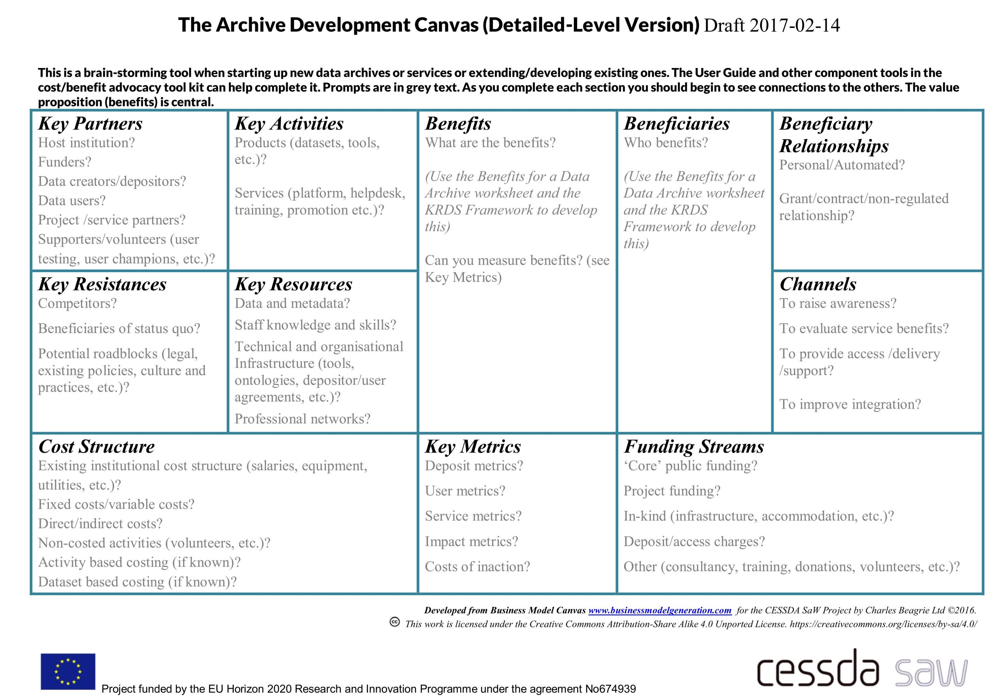 The Archive Development Canvas (Detailed-Level Version) Draft 2017-02-14
This is a brain-storming tool when starting up new data archives or services or extending/developing existing ones. The User Guide and other component tools in the
cost/benefit advocacy tool kit can help complete it. Prompts are in grey text. As you complete each section you should begin to see connections to the others. The value
proposition (benefits) is central.
Key Partners
Host institution?
Funders?
Data creators/depositors?
Data users?
Project /service partners?
Supporters/volunteers (user
testing, user champions, etc.)?
Key Activities
Products (datasets, tools,
etc.)?
Services (platform, helpdesk,
training, promotion etc.)?
Benefits
What are the benefits?
(Use the Benefits for a Data
Archive worksheet and the
KRDS Framework to develop
this)
Can you measure benefits? (see
Key Metrics)
Beneficiaries
Who benefits?
(Use the Benefits for a
Data Archive worksheet
and the KRDS
Framework to develop
this)
Beneficiary
Relationships
Personal/Automated?
Grant/contract/non-regulated
relationship?
Key Resistances
Competitors?
Beneficiaries of status quo?
Potential roadblocks (legal,
existing policies, culture and
practices, etc.)?
Key Resources
Data and metadata?
Staff knowledge and skills?
Technical and organisational
Infrastructure (tools,
ontologies, depositor/user
agreements, etc.)?
Professional networks?
Channels
To raise awareness?
To evaluate service benefits?
To provide access /delivery
/support?
To improve integration?
Cost Structure
Existing institutional cost structure (salaries, equipment,
utilities, etc.)?
Fixed costs/variable costs?
Direct/indirect costs?
Non-costed activities (volunteers, etc.)?
Activity based costing (if known)?
Dataset based costing (if known)?
Key Metrics
Deposit metrics?
User metrics?
Service metrics?
Impact metrics?
Costs of inaction?
Funding Streams
‘Core’ public funding?
Project funding?
In-kind (infrastructure, accommodation, etc.)?
Deposit/access charges?
Other (consultancy, training, donations, volunteers, etc.)?
Developed from Business Model Canvas www.businessmodelgeneration.com for the CESSDA SaW Project by Charles Beagrie Ltd ©2016.
cc This work is licensed under the Creative Commons Attribution-Share Alike 4.0 Unported License. https://creativecommons.org/licenses/by-sa/4.0/
Project funded by the EU Horizon 2020 Research and Innovation Programme under the agreement No674939
cessda saw